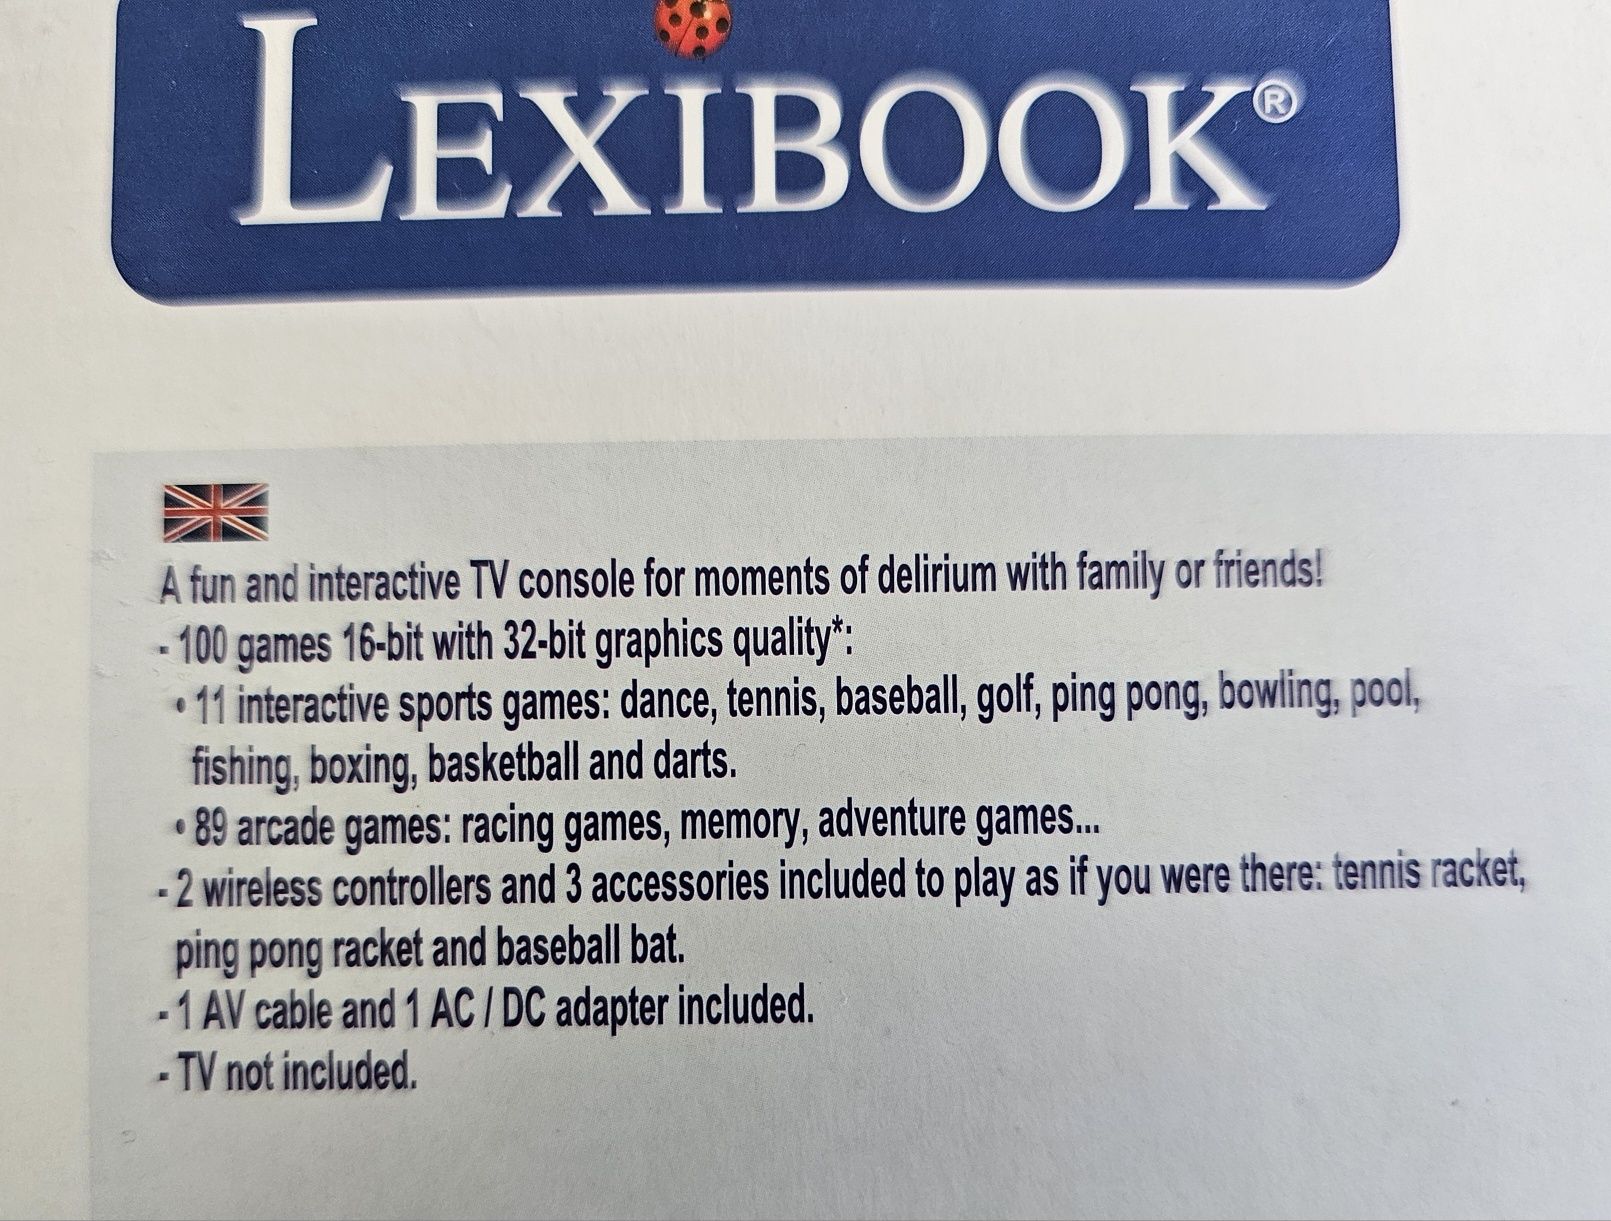 LEXIBOOK®
A fun and interactive TV console for moments of delirium with family or friends!
- 100 games 16-bit with 32-bit graphics quality*:
• 11 interactive sports games: dance, tennis, baseball, golf, ping pong, bowling, pool,
fishing, boxing, basketball and darts.
• 89 arcade games: racing games, memory, adventure games...
- 2 wireless controllers and 3 accessories included to play as if you were there: tennis racket,
ping pong racket and baseball bat.
- 1 AV cable and 1 AC / DC adapter included.
- TV not included.